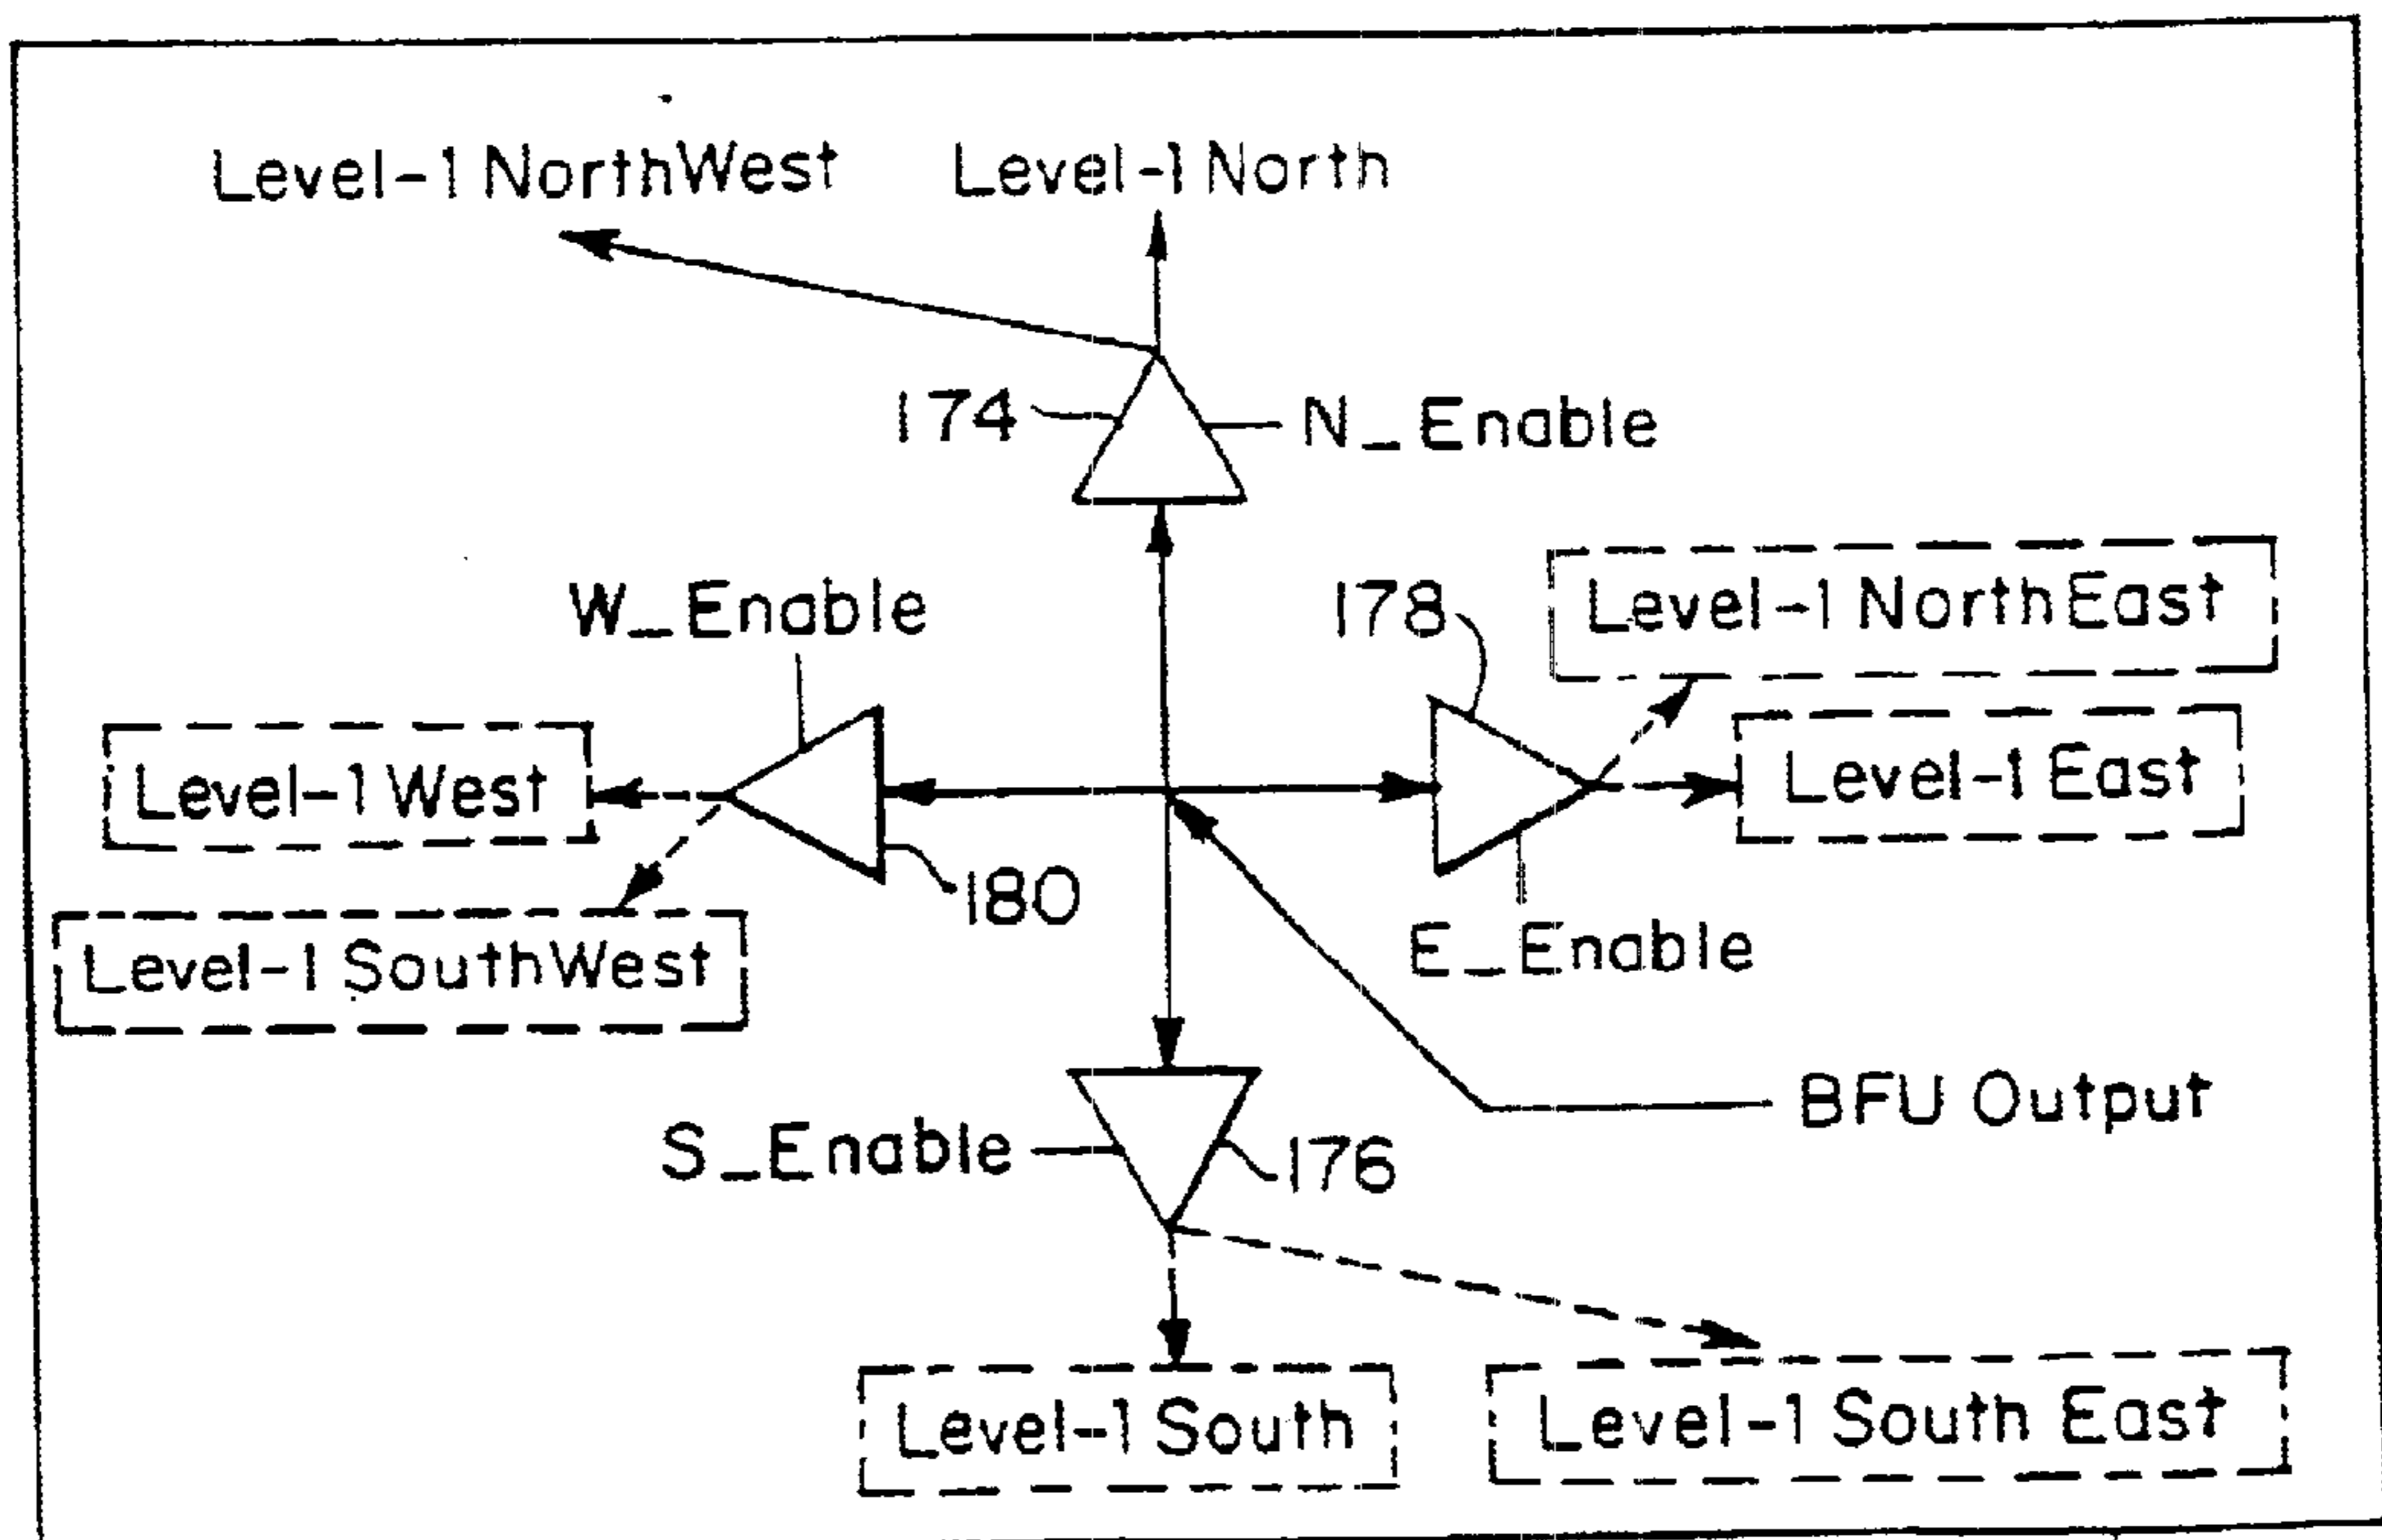 Level-1 NorthWest
Level-1 North
174
N_Enable
W_Enable
178
Level-1 NorthEast
Level-1 West
Level-1 East
180
Level-1 SouthWest
E_Enable
BFU Output
S_Enable
176
Level-1 South
Level-1 South East